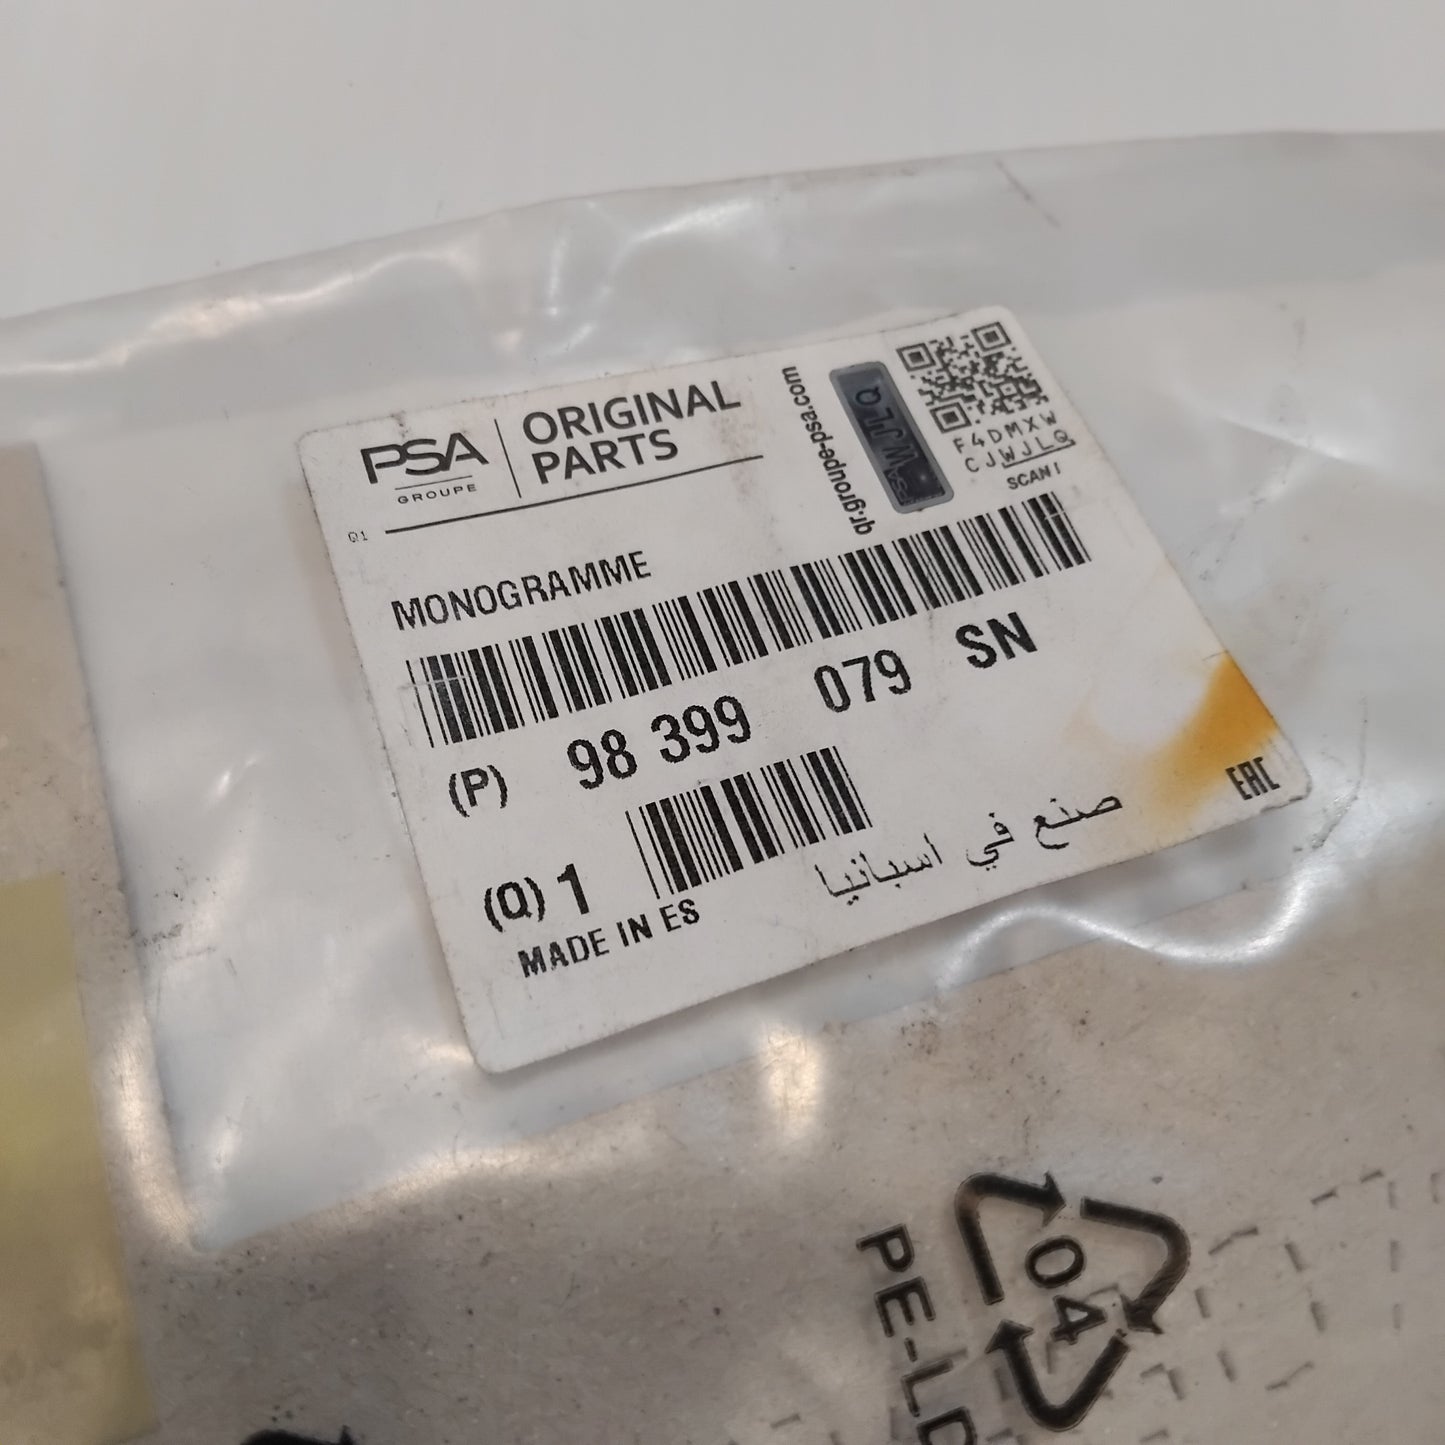 PSA
GROUPE
ORIGINAL
PARTS
Q1
qr.groupe-psa.com
WJLQ
F4DMXW
CJWJLQ
SCAN!
MONOGRAMME
(P) 98 399 079 SN
(Q) 1
MADE IN ES
صنع في اسبانيا
EAC
04
PE-LD